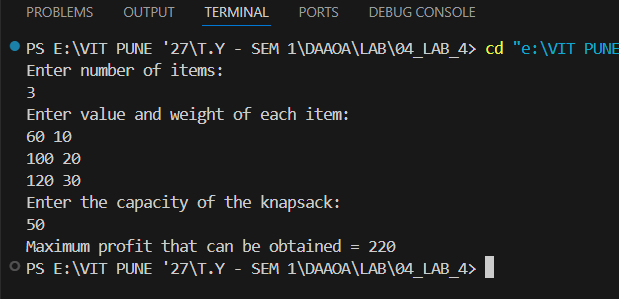 PROBLEMS OUTPUT TERMINAL PORTS DEBUG CONSOLE
PS E:\VIT PUNE '27\T.Y - SEM 1\DAAOA\LAB\04_LAB_4> cd "e:\VIT PUNE
Enter number of items:
3
Enter value and weight of each item:
60 10
100 20
120 30
Enter the capacity of the knapsack:
50
Maximum profit that can be obtained = 220
PS E:\VIT PUNE '27\T.Y - SEM 1\DAAOA\LAB\04_LAB_4>